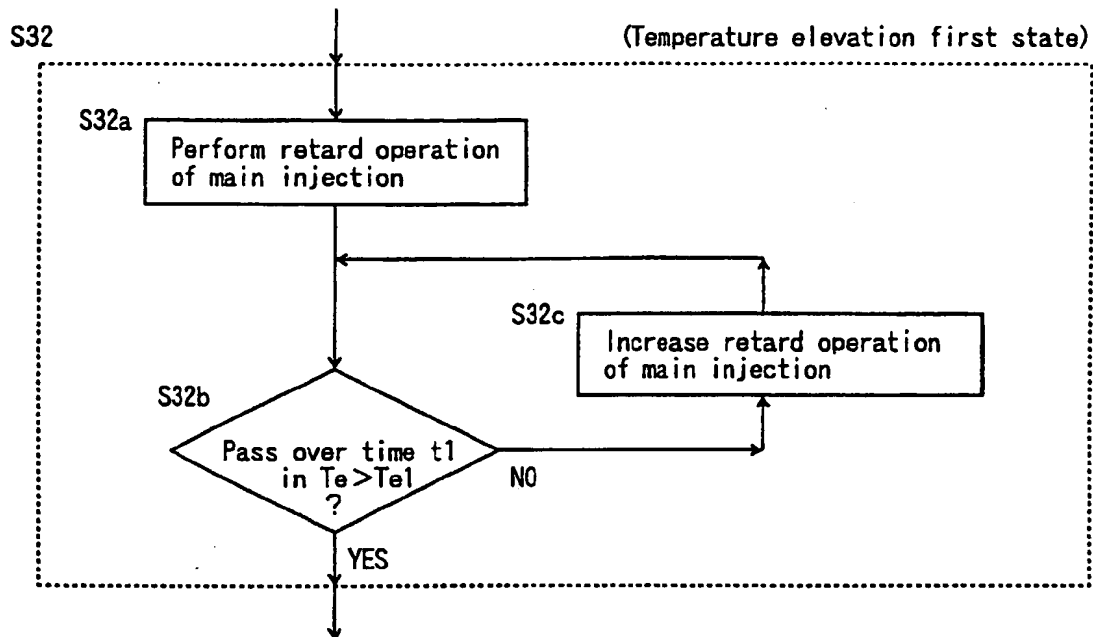 S32
(Temperature elevation first state)
S32a
Perform retard operation
of main injection
S32c
Increase retard operation
of main injection
S32b
Pass over time t1
in Te>Te1
?
NO
YES